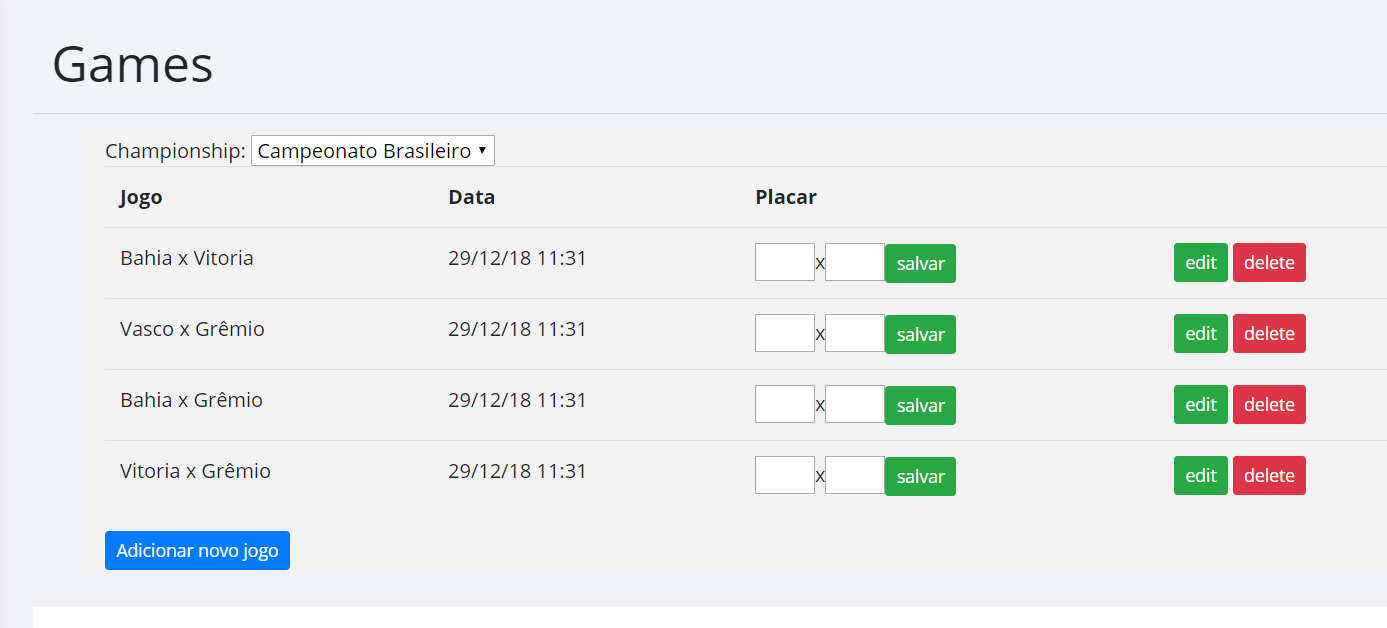 Games
Championship: Campeonato Brasileiro
Jogo Data Placar
Bahia x Vitoria 29/12/18 11:31 x salvar edit delete
Vasco x Grêmio 29/12/18 11:31 x salvar edit delete
Bahia x Grêmio 29/12/18 11:31 x salvar edit delete
Vitoria x Grêmio 29/12/18 11:31 x salvar edit delete
Adicionar novo jogo